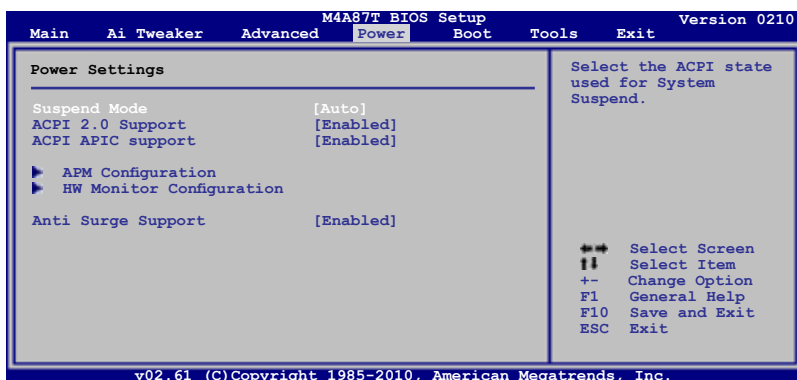 M4A87T BIOS Setup Version 0210
Main Ai Tweaker Advanced Power Boot Tools Exit
Power Settings
Suspend Mode [Auto]
ACPI 2.0 Support [Enabled]
ACPI APIC support [Enabled]
APM Configuration
HW Monitor Configuration
Anti Surge Support [Enabled]
Select the ACPI state
used for System
Suspend.
Select Screen
Select Item
+- Change Option
F1 General Help
F10 Save and Exit
ESC Exit
v02.61 (C)Copyright 1985-2010, American Megatrends, Inc.